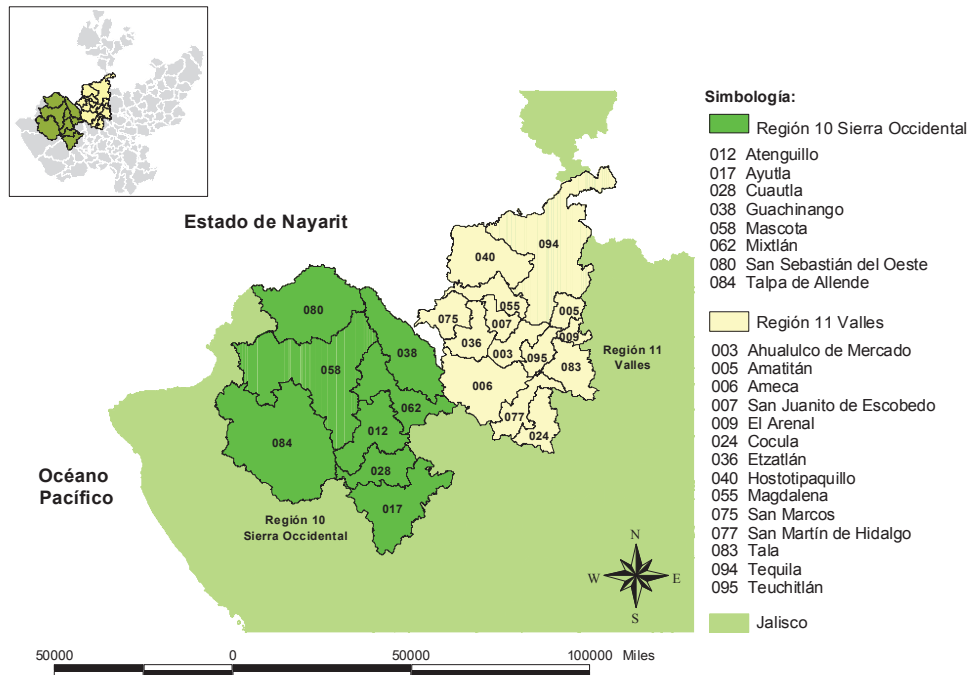 Estado de Nayarit
Océano
Pacífico
Región 10
Sierra Occidental
Región 11
Valles
094
040
055
075
005
007
009
036
003
095
083
006
077
024
080
038
058
062
012
084
028
017
N
W
E
S
50000 0 50000 100000 Miles
Simbología:
Región 10 Sierra Occidental
012 Atenguillo
017 Ayutla
028 Cuautla
038 Guachinango
058 Mascota
062 Mixtlán
080 San Sebastián del Oeste
084 Talpa de Allende
Región 11 Valles
003 Ahualulco de Mercado
005 Amatitán
006 Ameca
007 San Juanito de Escobedo
009 El Arenal
024 Cocula
036 Etzatlán
040 Hostotipaquillo
055 Magdalena
075 San Marcos
077 San Martín de Hidalgo
083 Tala
094 Tequila
095 Teuchitlán
Jalisco